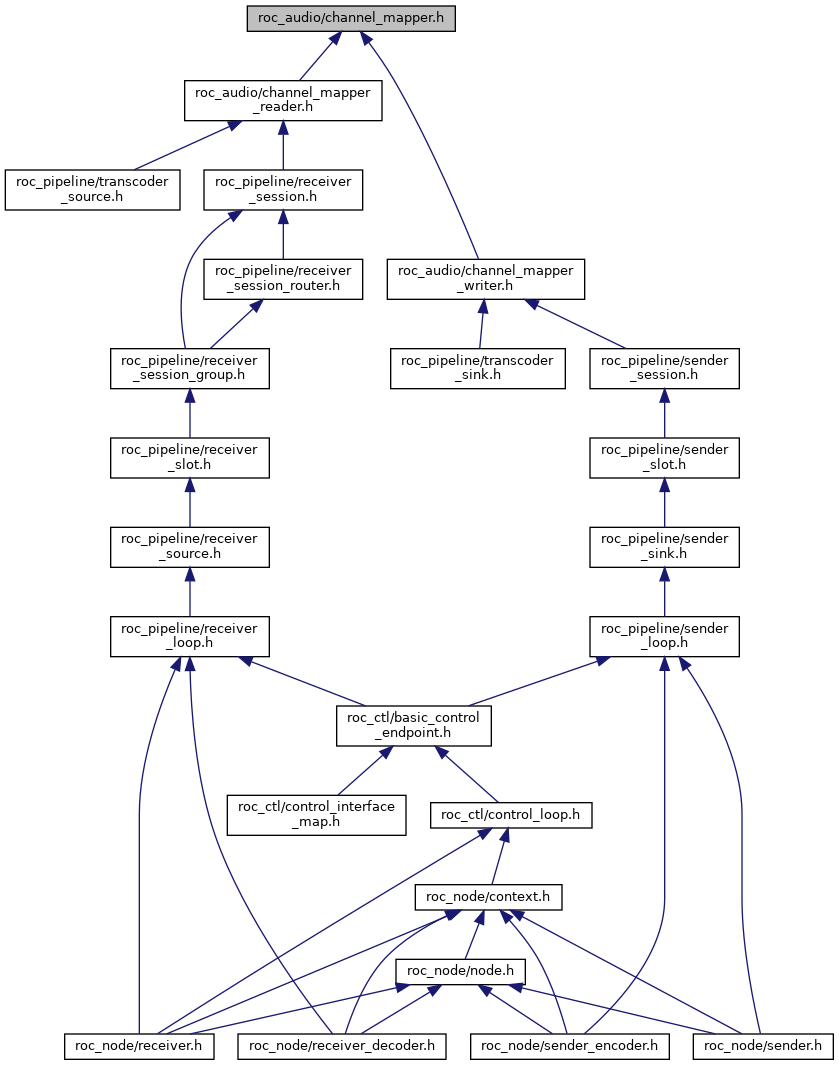 roc_audio/channel_mapper.h
roc_audio/channel_mapper
_reader.h
roc_pipeline/transcoder
_source.h
roc_pipeline/receiver
_session.h
roc_pipeline/receiver
_session_router.h
roc_audio/channel_mapper
_writer.h
roc_pipeline/receiver
_session_group.h
roc_pipeline/transcoder
_sink.h
roc_pipeline/sender
_session.h
roc_pipeline/receiver
_slot.h
roc_pipeline/sender
_slot.h
roc_pipeline/receiver
_source.h
roc_pipeline/sender
_sink.h
roc_pipeline/receiver
_loop.h
roc_pipeline/sender
_loop.h
roc_ctl/basic_control
_endpoint.h
roc_ctl/control_interface
_map.h
roc_ctl/control_loop.h
roc_node/context.h
roc_node/node.h
roc_node/receiver.h
roc_node/receiver_decoder.h
roc_node/sender_encoder.h
roc_node/sender.h